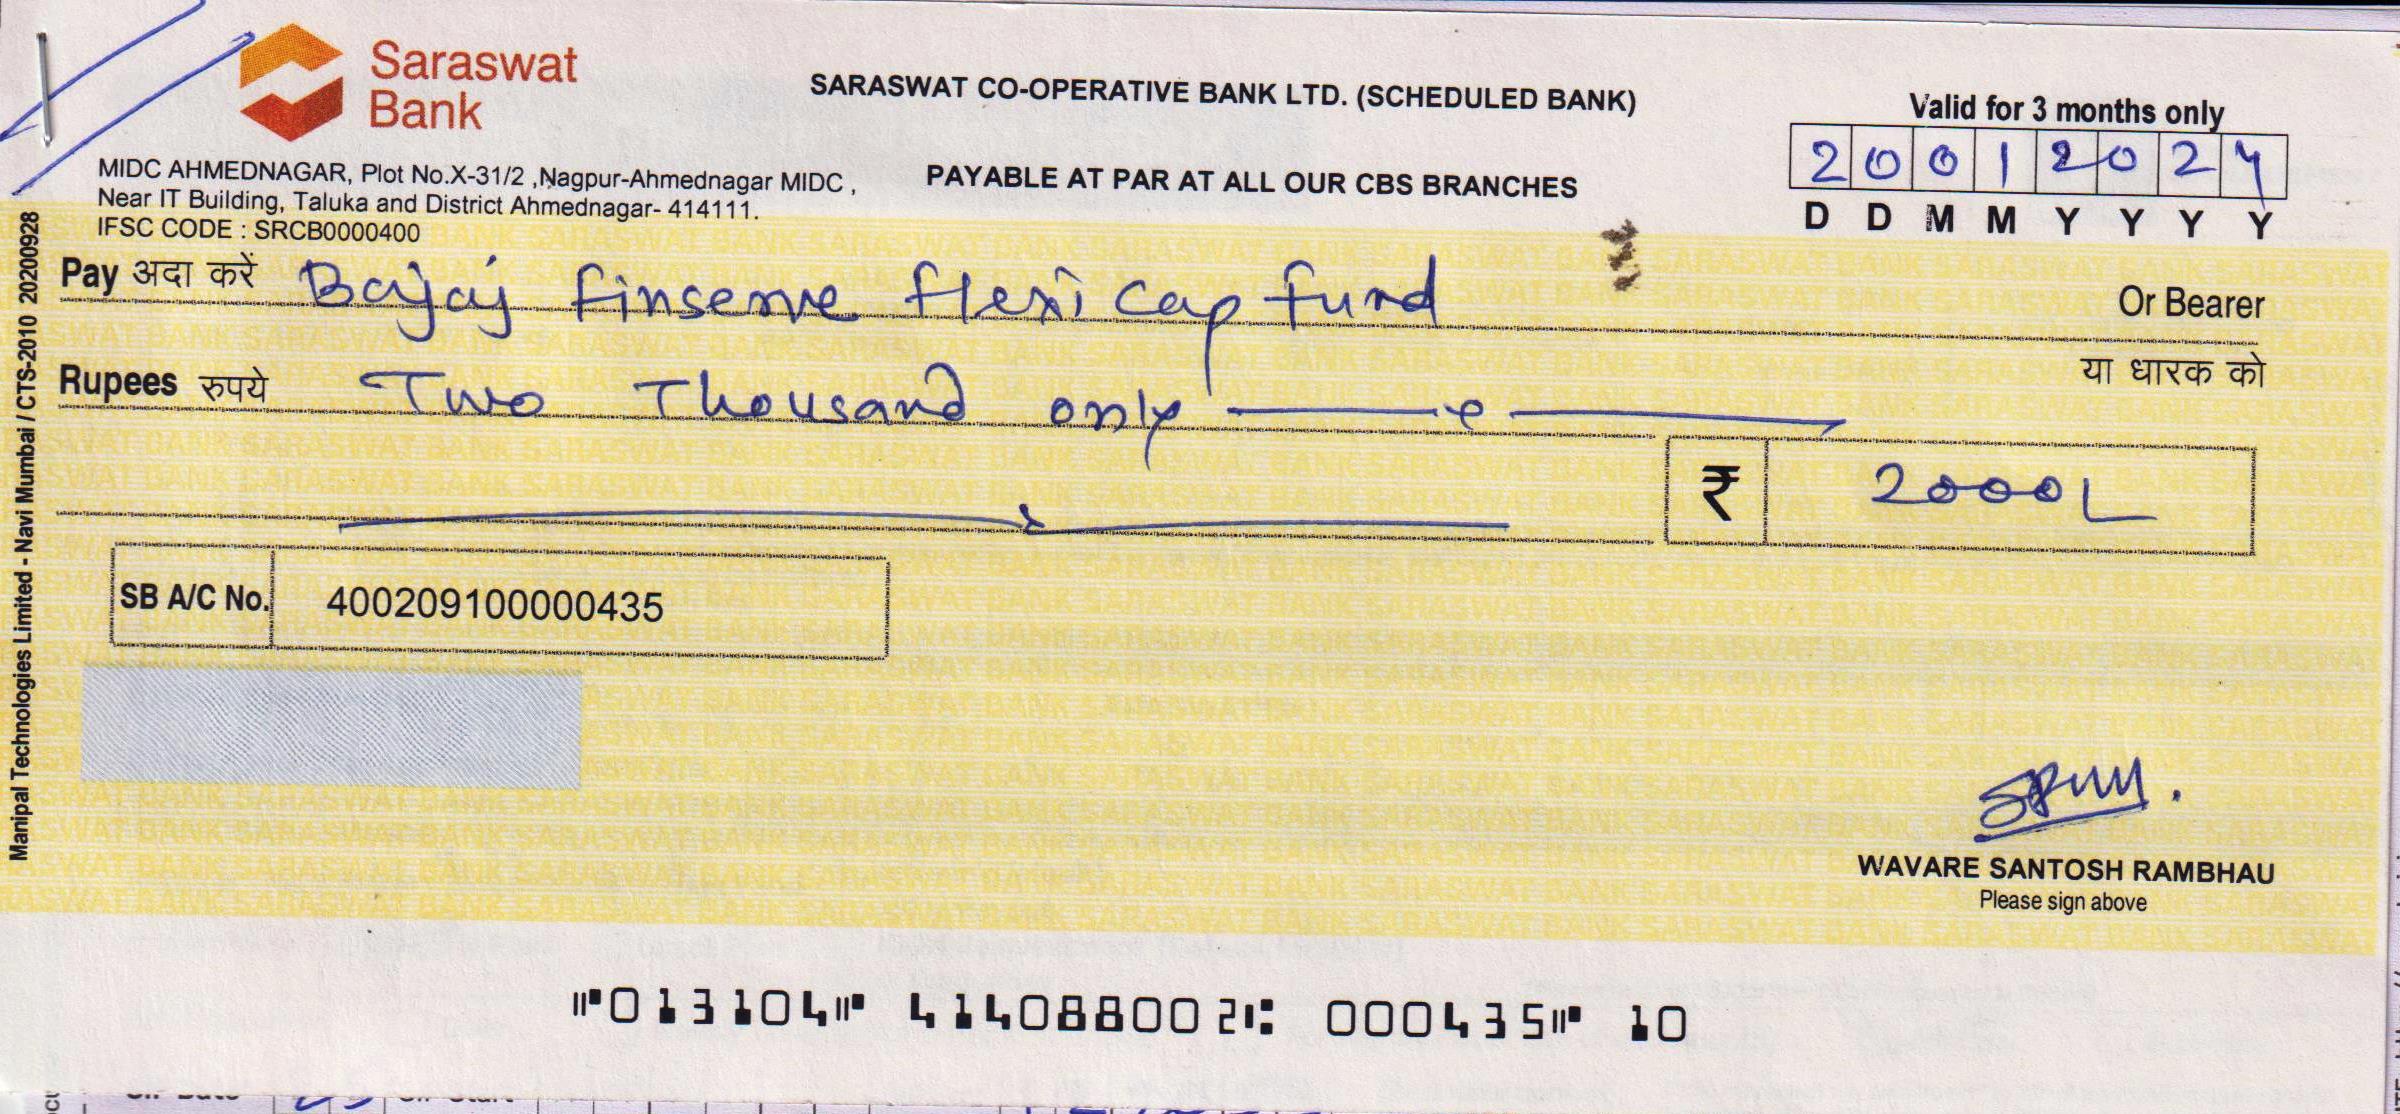 Saraswat
Bank
SARASWAT CO-OPERATIVE BANK LTD. (SCHEDULED BANK)
Valid for 3 months only
20012024
D D M M Y Y Y Y
MIDC AHMEDNAGAR, Plot No.X-31/2 ,Nagpur-Ahmednagar MIDC ,
Near IT Building, Taluka and District Ahmednagar- 414111.
IFSC CODE : SRCB0000400
PAYABLE AT PAR AT ALL OUR CBS BRANCHES
Pay अदा करें Bajaj Finserve Flexi Cap Fund Or Bearer
या धारक को
Rupees रुपये Two Thousand only
₹ 2000/-
SB A/C No. 400209100000435
WAVARE SANTOSH RAMBHAU
Please sign above
⑈013104⑈ 414088002⑆ 000435⑈ 10
Manipal Technologies Limited - Navi Mumbai / CTS-2010 20200928